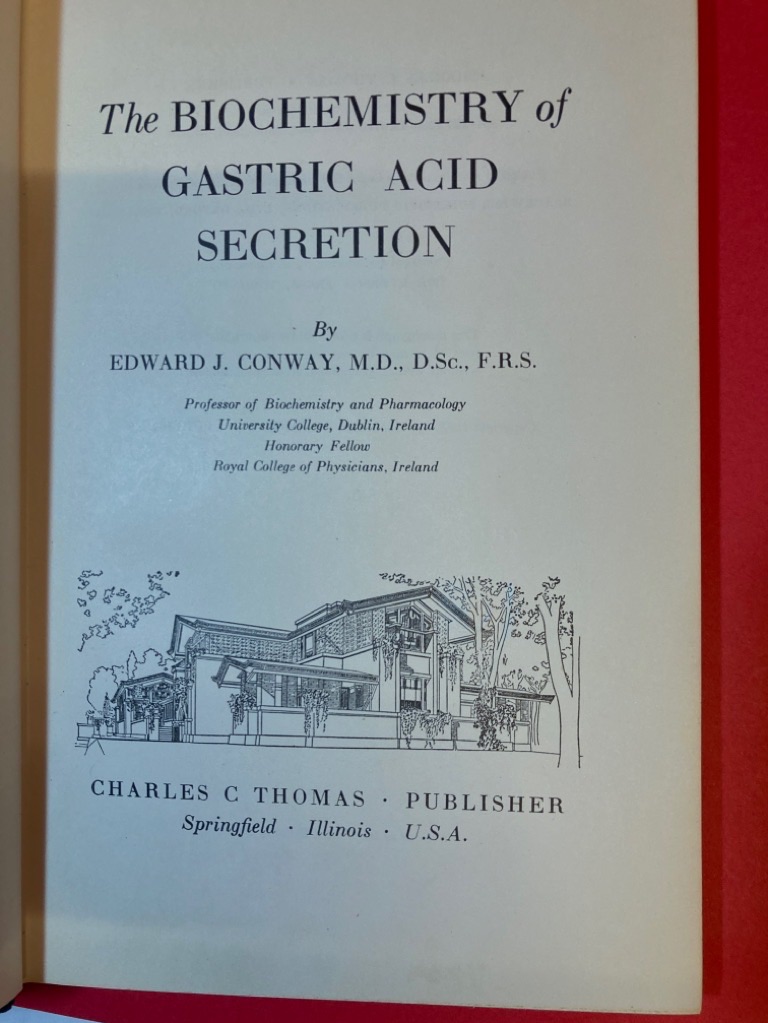 The BIOCHEMISTRY of
GASTRIC ACID
SECRETION
By
EDWARD J. CONWAY, M.D., D.Sc., F.R.S.
Professor of Biochemistry and Pharmacology
University College, Dublin, Ireland
Honorary Fellow
Royal College of Physicians, Ireland
CHARLES C THOMAS · PUBLISHER
Springfield · Illinois · U.S.A.